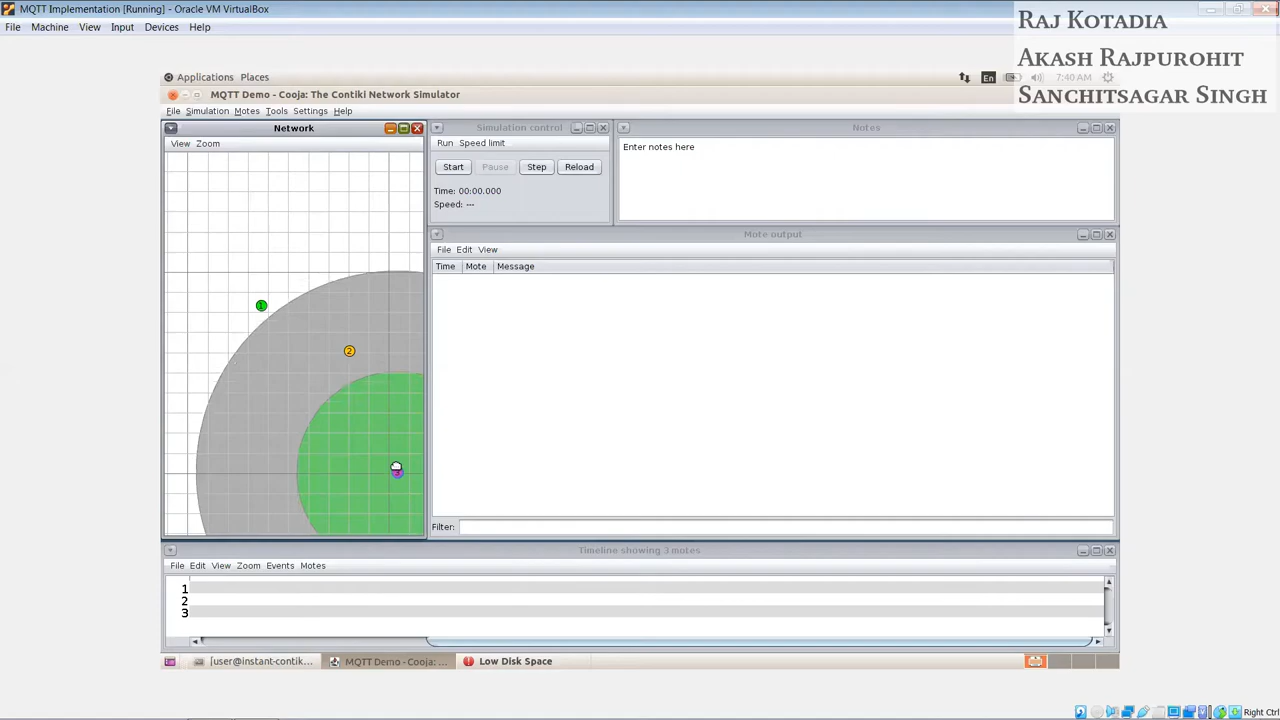 MQTT Implementation [Running] - Oracle VM VirtualBox
File Machine View Input Devices Help
RAJ KOTADIA
AKASH RAJPUROHIT
SANCHITSAGAR SINGH
Applications Places
En
7:40 AM
MQTT Demo - Cooja: The Contiki Network Simulator
File Simulation Motes Tools Settings Help
Network
View Zoom
1
2
3
Simulation control
Run Speed limit
Start Pause Step Reload
Time: 00:00.000
Speed: ---
Notes
Enter notes here
Mote output
File Edit View
Time Mote Message
Filter:
Timeline showing 3 motes
File Edit View Zoom Events Motes
1
2
3
[user@instant-contik...
MQTT Demo - Cooja: ...
Low Disk Space
Right Ctrl